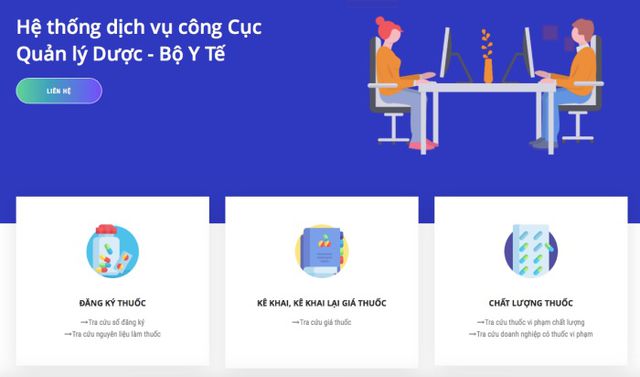 Hệ thống dịch vụ công Cục
Quản lý Dược - Bộ Y Tế
LIÊN HỆ
ĐĂNG KÝ THUỐC
→Tra cứu số đăng ký
→Tra cứu nguyên liệu làm thuốc
KÊ KHAI, KÊ KHAI LẠI GIÁ THUỐC
→Tra cứu giá thuốc
CHẤT LƯỢNG THUỐC
→Tra cứu thuốc vi phạm chất lượng
→Tra cứu doanh nghiệp có thuốc vi phạm